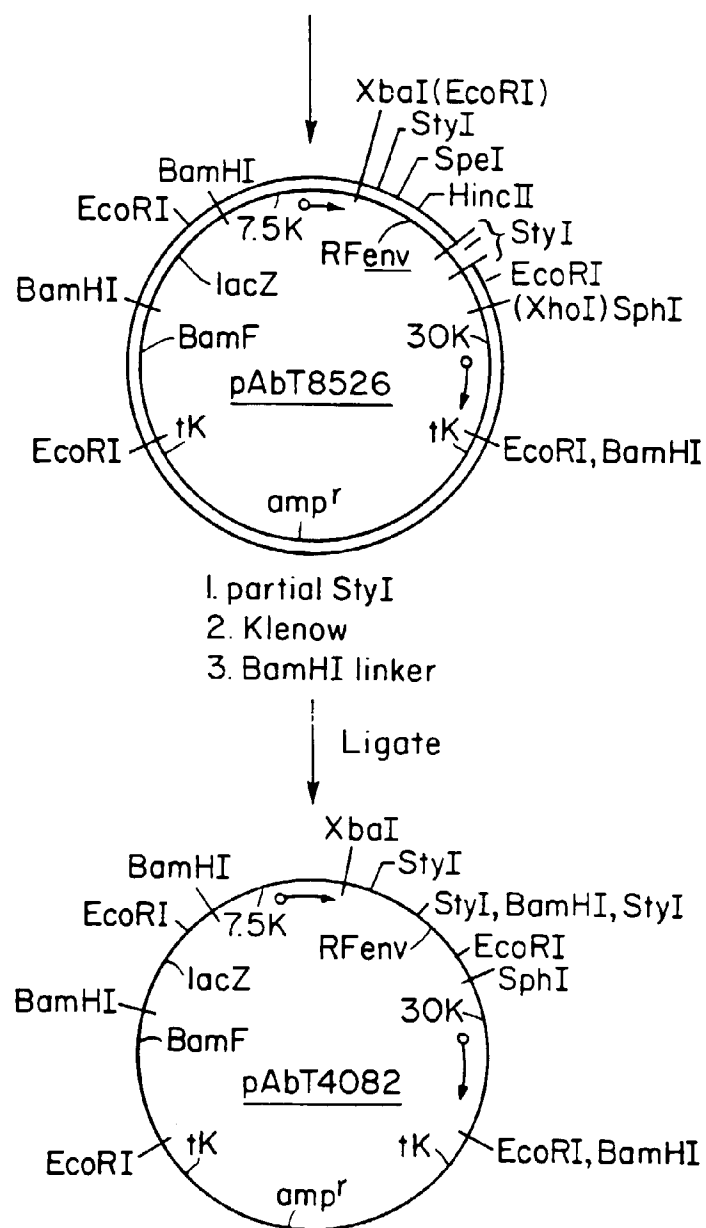 XbaI(EcoRI)
StyI
SpeI
BamHI
HincII
EcoRI
7.5K
RFenv
StyI
lacZ
EcoRI
BamHI
(XhoI)SphI
BamF
30K
pAbT8526
tK
tK
EcoRI
EcoRI, BamHI
ampʳ
1. partial StyI
2. Klenow
3. BamHI linker
Ligate
XbaI
BamHI
StyI
EcoRI
7.5K
StyI, BamHI, StyI
RFenv
EcoRI
lacZ
SphI
BamHI
30K
BamF
pAbT4082
tK
tK
EcoRI
EcoRI, BamHI
ampʳ